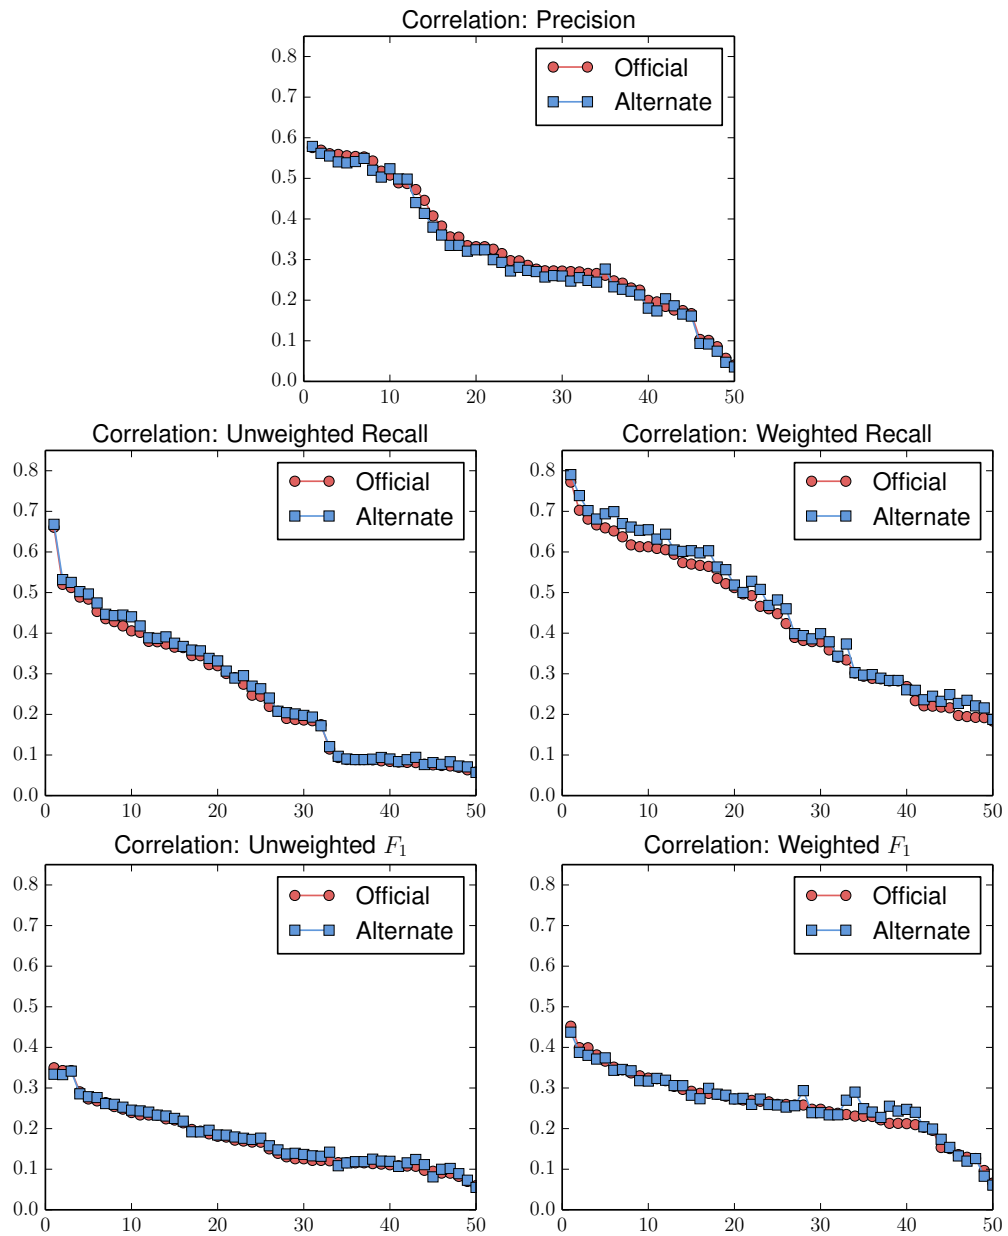 Correlation: Precision
Official
Alternate
0.8
0.7
0.6
0.5
0.4
0.3
0.2
0.1
0.0
0 10 20 30 40 50
Correlation: Unweighted Recall
Official
Alternate
0.8
0.7
0.6
0.5
0.4
0.3
0.2
0.1
0.0
0 10 20 30 40 50
Correlation: Weighted Recall
Official
Alternate
0.8
0.7
0.6
0.5
0.4
0.3
0.2
0.1
0.0
0 10 20 30 40 50
Correlation: Unweighted F₁
Official
Alternate
0.8
0.7
0.6
0.5
0.4
0.3
0.2
0.1
0.0
0 10 20 30 40 50
Correlation: Weighted F₁
Official
Alternate
0.8
0.7
0.6
0.5
0.4
0.3
0.2
0.1
0.0
0 10 20 30 40 50